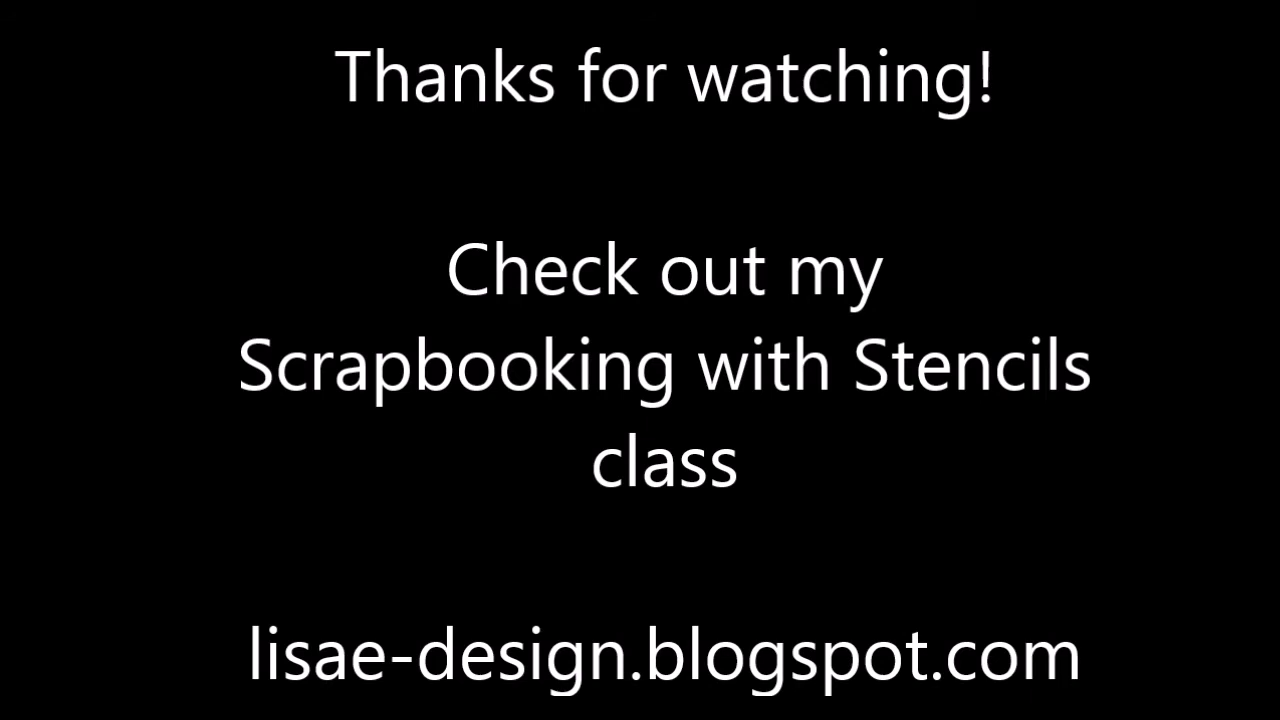 Thanks for watching!
Check out my
Scrapbooking with Stencils
class
lisae-design.blogspot.com